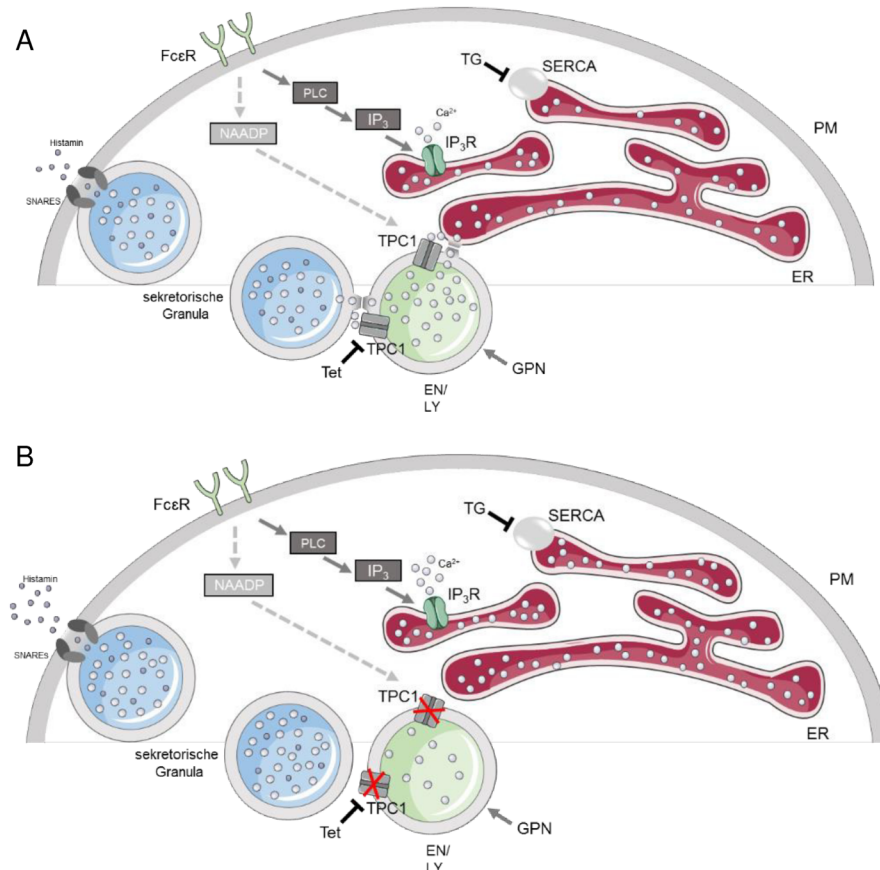 A
FcεR
TG
SERCA
PLC
Ca²⁺
NAADP
IP₃
IP₃R
PM
Histamin
SNARES
TPC1
ER
sekretorische
Granula
TPC1
Tet
GPN
EN/
LY
B
FcεR
TG
SERCA
PLC
Ca²⁺
NAADP
IP₃
IP₃R
PM
Histamin
SNAREs
TPC1
ER
sekretorische
Granula
TPC1
Tet
GPN
EN/
LY